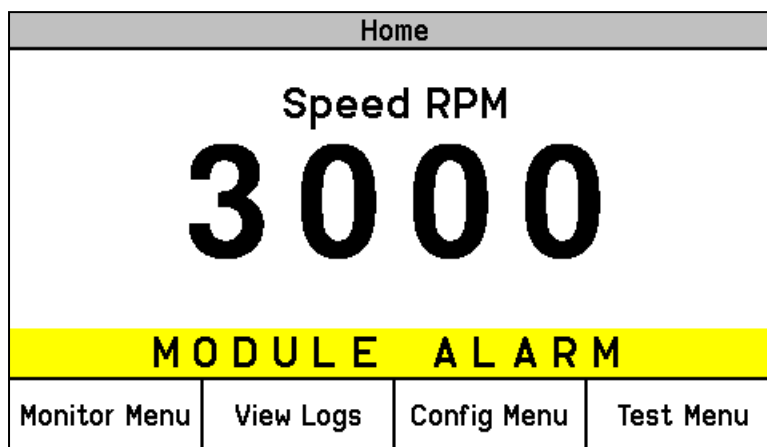 Home
Speed RPM
3000
MODULE ALARM
Monitor Menu View Logs Config Menu Test Menu